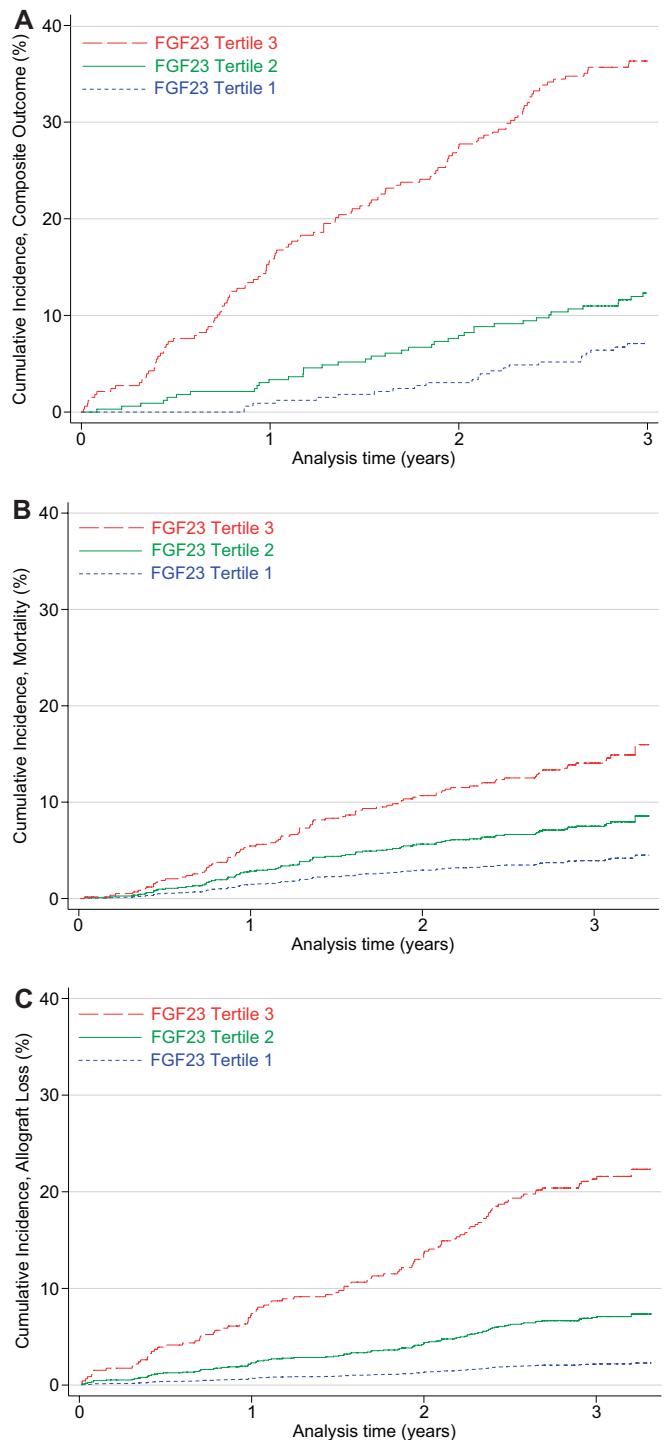 A
40
30
20
10
0
Cumulative Incidence, Composite Outcome (%)
FGF23 Tertile 3
FGF23 Tertile 2
FGF23 Tertile 1
0 1 2 3
Analysis time (years)
B
40
30
20
10
0
Cumulative Incidence, Mortality (%)
FGF23 Tertile 3
FGF23 Tertile 2
FGF23 Tertile 1
0 1 2 3
Analysis time (years)
C
40
30
20
10
0
Cumulative Incidence, Allograft Loss (%)
FGF23 Tertile 3
FGF23 Tertile 2
FGF23 Tertile 1
0 1 2 3
Analysis time (years)